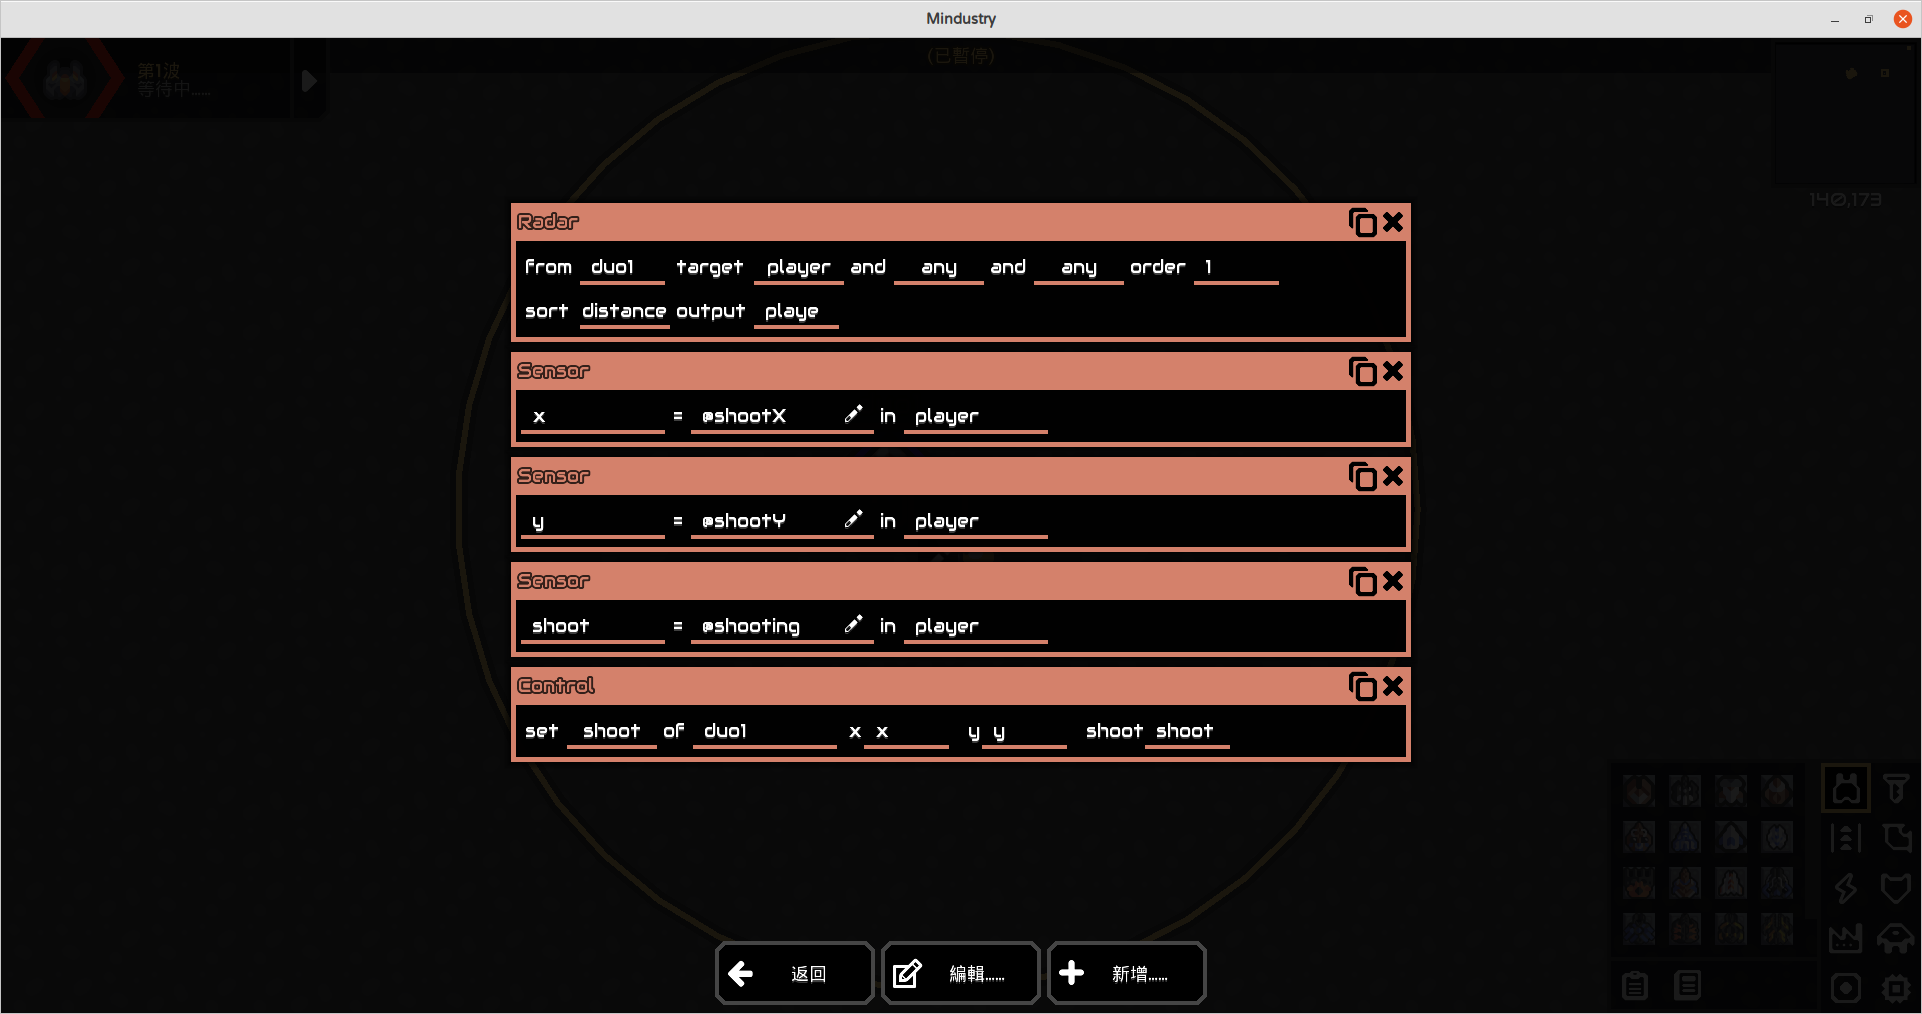 Mindustry
第1波
等待中......
(已暫停)
140,173
Radar
from duo1 target player and any and any order 1
sort distance output playe
Sensor
x = @shootX in player
Sensor
y = @shootY in player
Sensor
shoot = @shooting in player
Control
set shoot of duo1 x x y y shoot shoot
返回 編輯...... 新增......